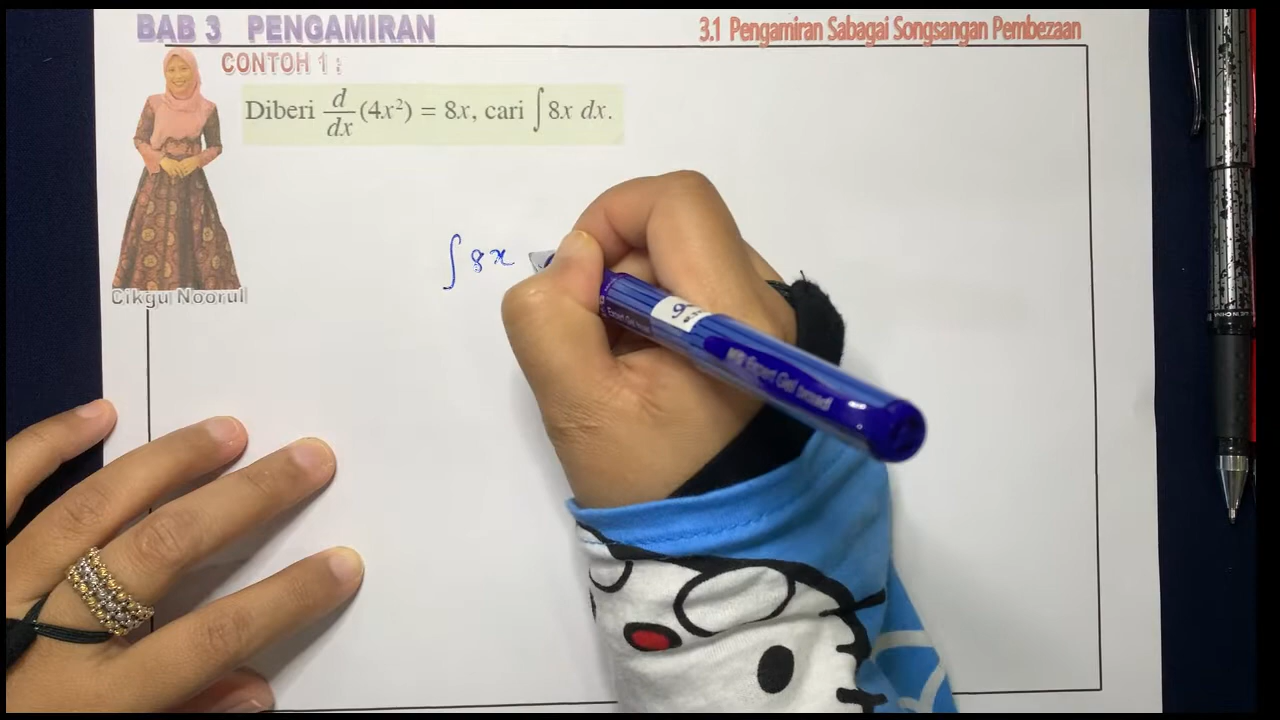 BAB 3 PENGAMIRAN
3.1 Pengamiran Sabagai Songsangan Pembezaan
CONTOH 1 :
Diberi d/dx (4x²) = 8x, cari ∫8x dx.
∫ 8x
Cikgu Noorul